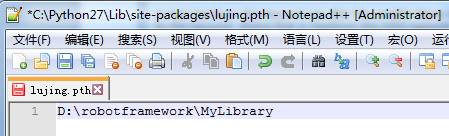 *C:\Python27\Lib\site-packages\lujing.pth - Notepad++ [Administrator]
文件(F) 编辑(E) 搜索(S) 视图(V) 格式(M) 语言(L) 设置(T) 宏(O) 运行
lujing.pth
1 D:\robotframework\MyLibrary